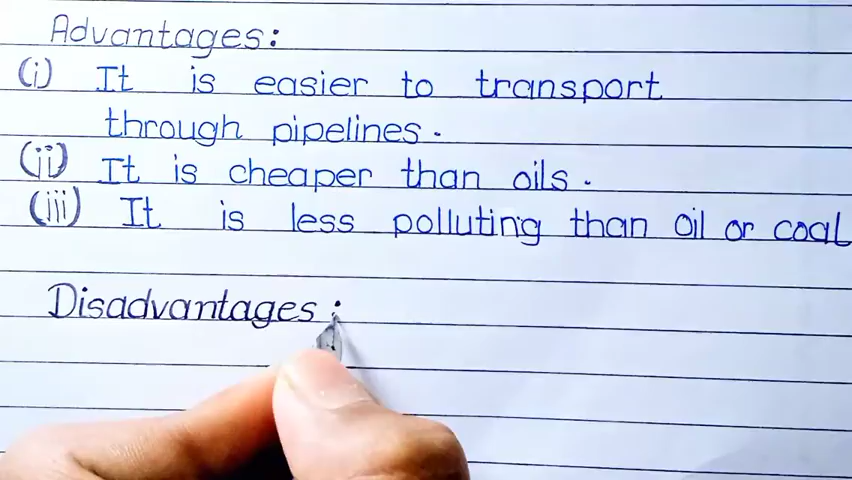 Advantages:
(i) It is easier to transport
through pipelines.
(ii) It is cheaper than oils.
(iii) It is less polluting than oil or coal
Disadvantages: